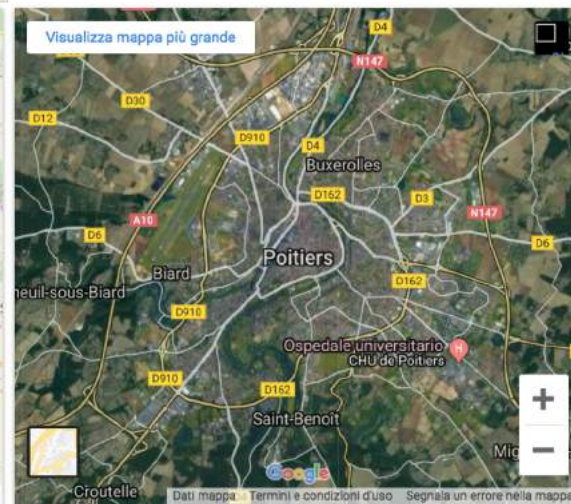 Visualizza mappa più grande
D4
N147
D30
D12
D910
D4
Buxerolles
D162
D3
A10
N147
D6
Poitiers
D6
Biard
neuil-sous-Biard
D162
D910
Ospedale universitario
CHU de Poitiers
H
D910
D162
Saint-Benoît
Mig
Croutelle
Google
Dati mappa Termini e condizioni d'uso Segnala un errore nella mappa